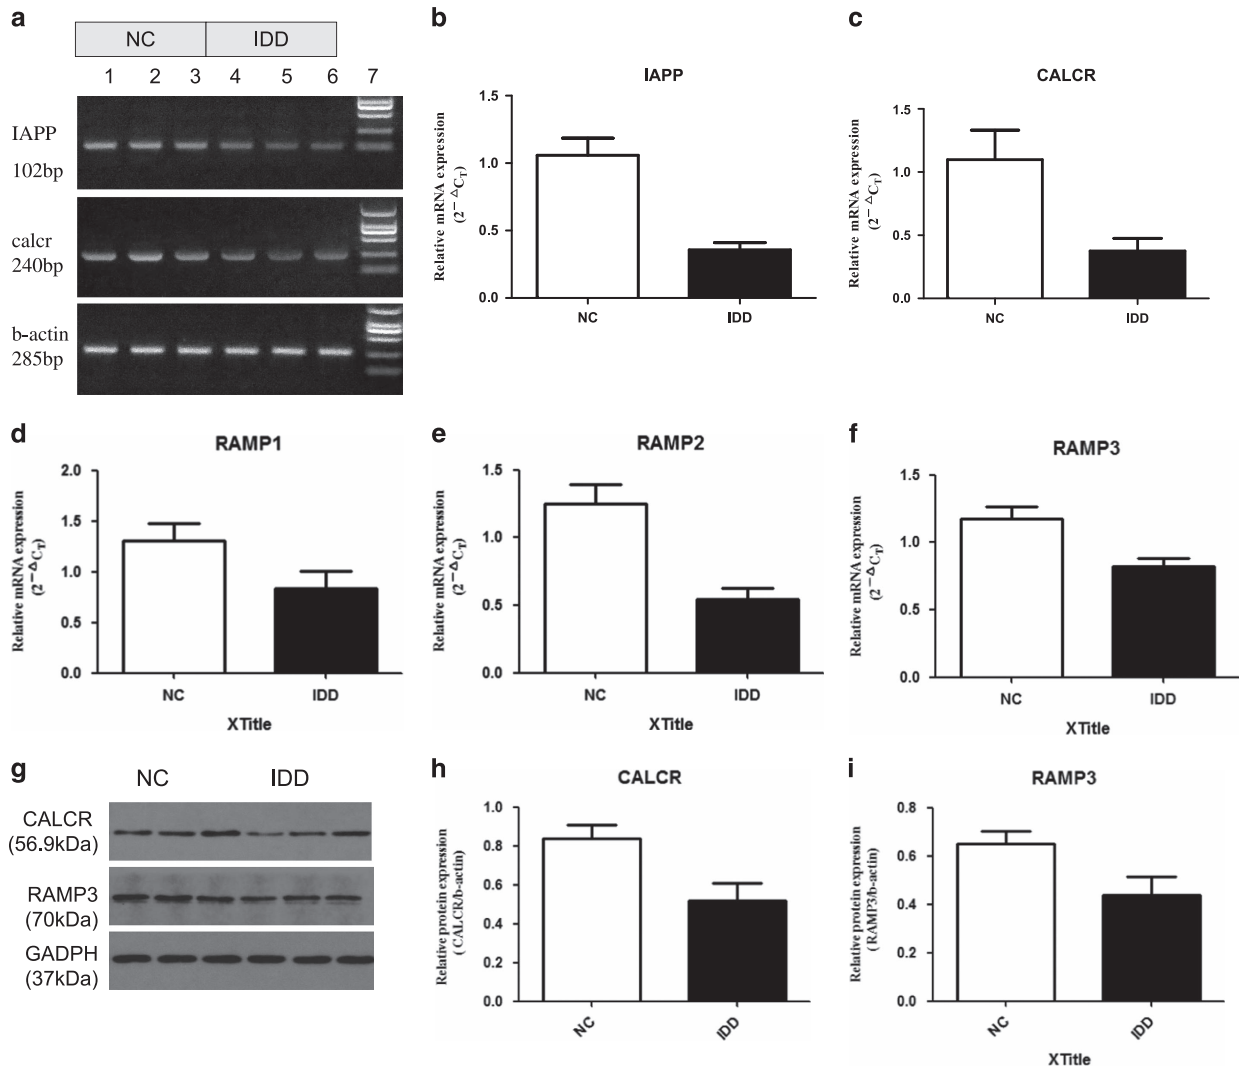 a
NC IDD
1 2 3 4 5 6 7
IAPP
102bp
calcr
240bp
b-actin
285bp
b
IAPP
Relative mRNA expression
(2⁻△C_T)
1.5
1.0
0.5
0.0
NC IDD
c
CALCR
Relative mRNA expression
(2⁻△C_T)
1.5
1.0
0.5
0.0
NC IDD
d
RAMP1
Relative mRNA expression
(2⁻△C_T)
2.0
1.5
1.0
0.5
0.0
NC IDD
XTitle
e
RAMP2
Relative mRNA expression
(2⁻△C_T)
1.5
1.0
0.5
0.0
NC IDD
XTitle
f
RAMP3
Relative mRNA expression
(2⁻△C_T)
1.5
1.0
0.5
0.0
NC IDD
XTitle
g
NC IDD
CALCR
(56.9kDa)
RAMP3
(70kDa)
GADPH
(37kDa)
h
CALCR
Relative protein expression
( CALCR/b-actin)
1.0
0.8
0.6
0.4
0.2
0.0
NC IDD
i
RAMP3
Relative protein expression
( RAMP3/b-actin)
0.8
0.6
0.4
0.2
0.0
NC IDD
XTitle